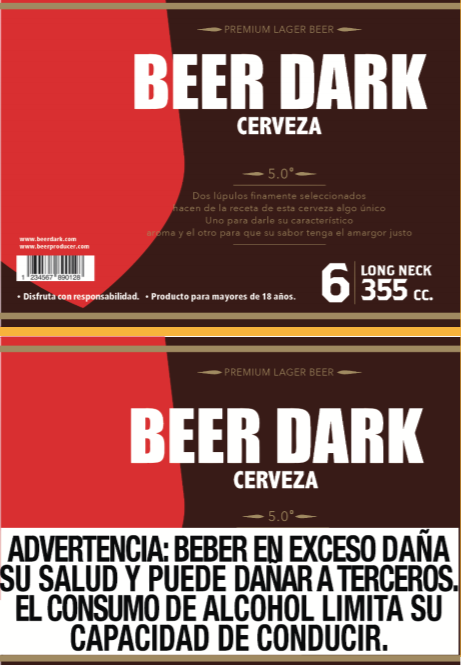 PREMIUM LAGER BEER
BEER DARK
CERVEZA
5.0°
Dos lúpulos finamente seleccionados
hacen de la receta de esta cerveza algo único
Uno para darle su característico
aroma y el otro para que su sabor tenga el amargor justo
www.beerdark.com
www.beerproducer.com
1 234567 890128
• Disfruta con responsabilidad. • Producto para mayores de 18 años.
6 LONG NECK
355 cc.
PREMIUM LAGER BEER
BEER DARK
CERVEZA
5.0°
ADVERTENCIA: BEBER EN EXCESO DAÑA
SU SALUD Y PUEDE DAÑAR A TERCEROS.
EL CONSUMO DE ALCOHOL LIMITA SU
CAPACIDAD DE CONDUCIR.